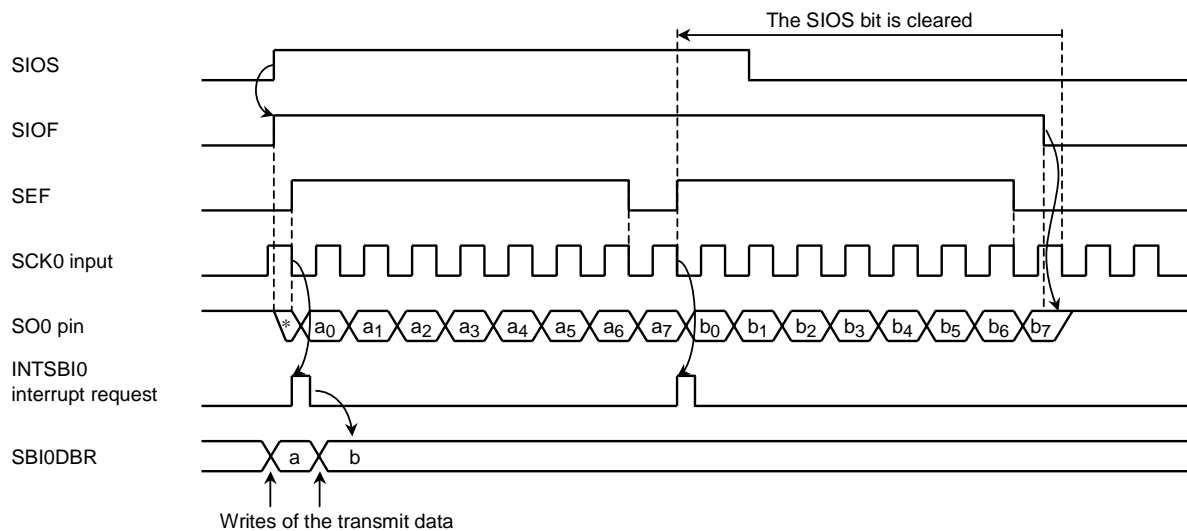 The SIOS bit is cleared
SIOS
SIOF
SEF
SCK0 input
SO0 pin
* a0 a1 a2 a3 a4 a5 a6 a7 b0 b1 b2 b3 b4 b5 b6 b7
INTSBI0
interrupt request
SBI0DBR
a b
Writes of the transmit data